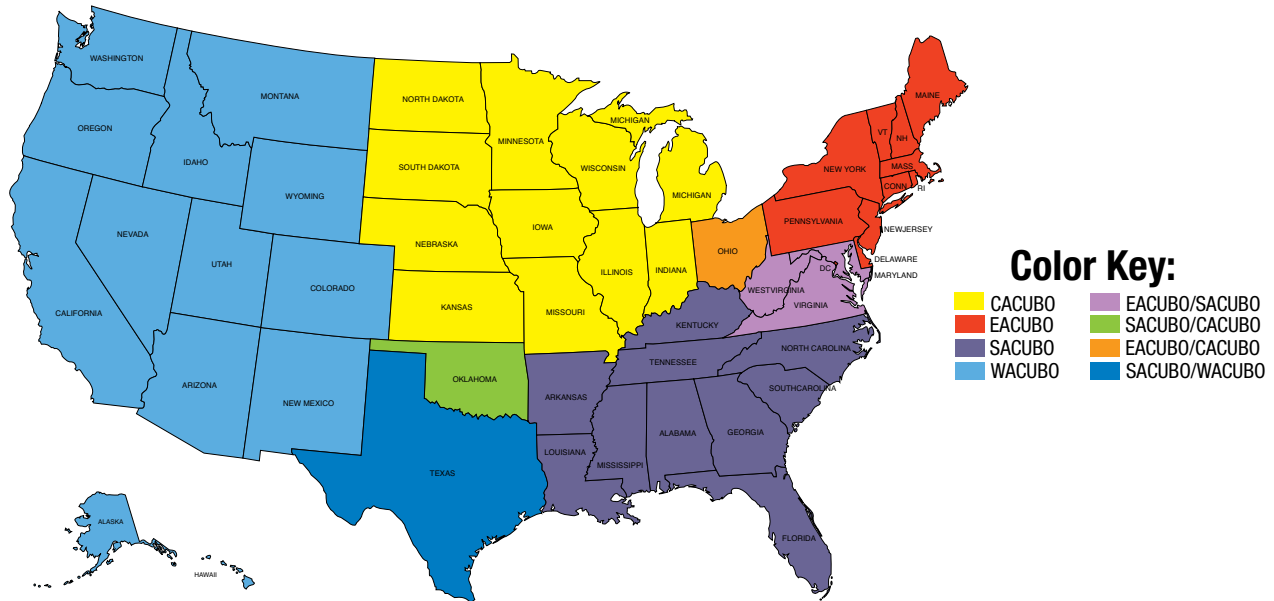 WASHINGTON
MONTANA
NORTH DAKOTA
MINNESOTA
MICHIGAN
MAINE
OREGON
IDAHO
SOUTH DAKOTA
WISCONSIN
MICHIGAN
NEW YORK
VT
NH
MASS
CONN
RI
WYOMING
NEBRASKA
IOWA
PENNSYLVANIA
NEWJERSEY
NEVADA
UTAH
COLORADO
ILLINOIS
INDIANA
OHIO
DELAWARE
MARYLAND
DC
WESTVIRGINIA
VIRGINIA
CALIFORNIA
KANSAS
MISSOURI
KENTUCKY
NORTH CAROLINA
TENNESSEE
ARIZONA
NEW MEXICO
OKLAHOMA
ARKANSAS
SOUTHCAROLINA
TEXAS
LOUISIANA
MISSISSIPPI
ALABAMA
GEORGIA
FLORIDA
ALASKA
HAWAII
Color Key:
CACUBO
EACUBO
SACUBO
WACUBO
EACUBO/SACUBO
SACUBO/CACUBO
EACUBO/CACUBO
SACUBO/WACUBO